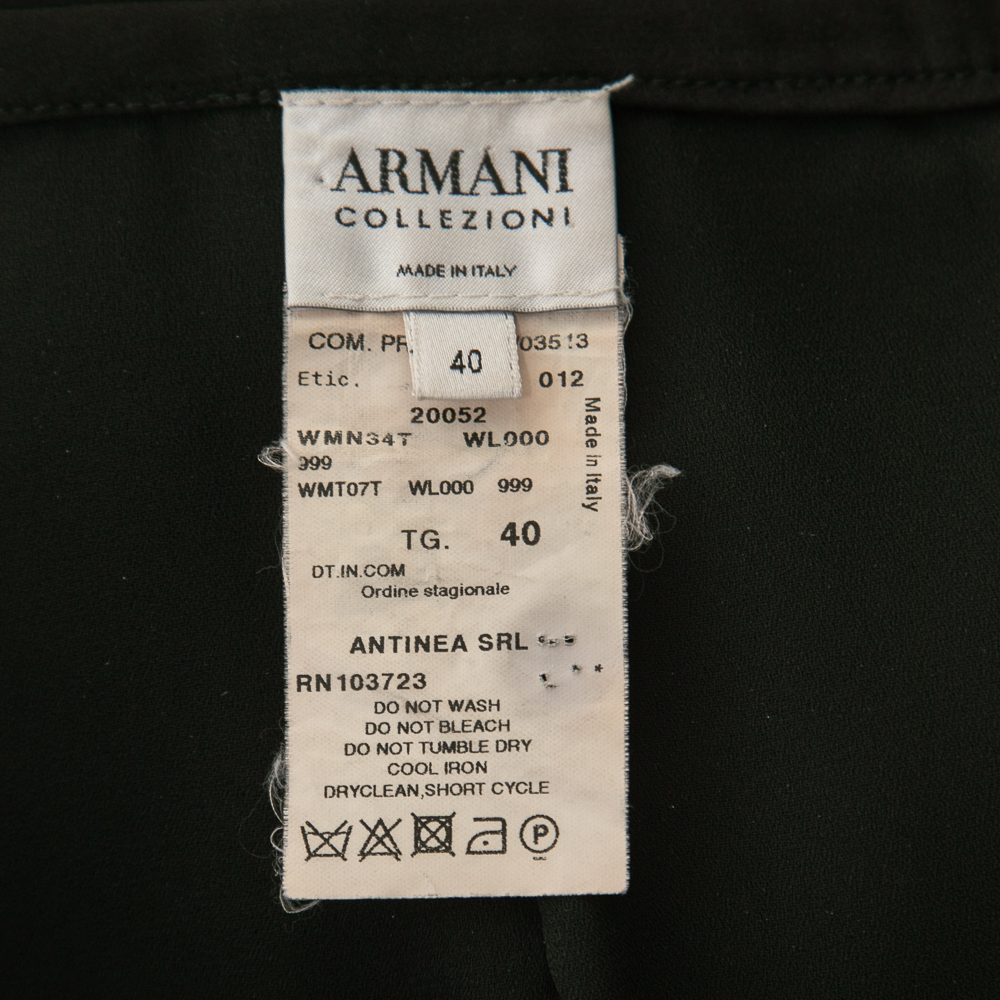 ARMANI
COLLEZIONI
MADE IN ITALY
40
COM. 03513
Etic. 012
20052
WMN34T WL000
999
WMT07T WL000 999
Made in Italy
TG. 40
DT.IN.COM
Ordine stagionale
ANTINEA SRL
RN103723
DO NOT WASH
DO NOT BLEACH
DO NOT TUMBLE DRY
COOL IRON
DRYCLEAN,SHORT CYCLE
P